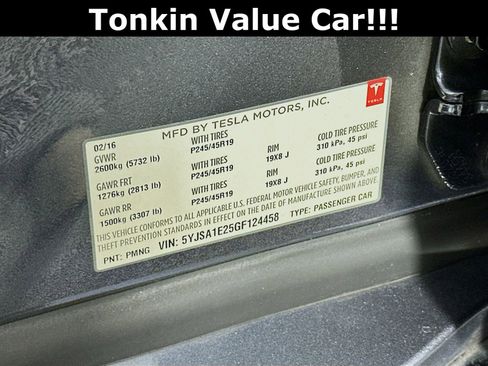 Tonkin Value Car!!!
MFD BY TESLA MOTORS, INC.
TESLA
02/16
GVWR WITH TIRES RIM COLD TIRE PRESSURE
2600kg (5732 lb) P245/45R19 19X8 J 310 kPa, 45 psi
GAWR FRT WITH TIRES RIM COLD TIRE PRESSURE
1276kg (2813 lb) P245/45R19 19X8 J 310 kPa, 45 psi
GAWR RR WITH TIRES
1500kg (3307 lb) P245/45R19
THIS VEHICLE CONFORMS TO ALL APPLICABLE U.S. FEDERAL MOTOR VEHICLE SAFETY, BUMPER, AND
THEFT PREVENTION STANDARDS IN EFFECT ON THE DATE OF MANUFACTURE SHOWN ABOVE.
PNT: PMNG VIN: 5YJSA1E25GF124458 TYPE: PASSENGER CAR